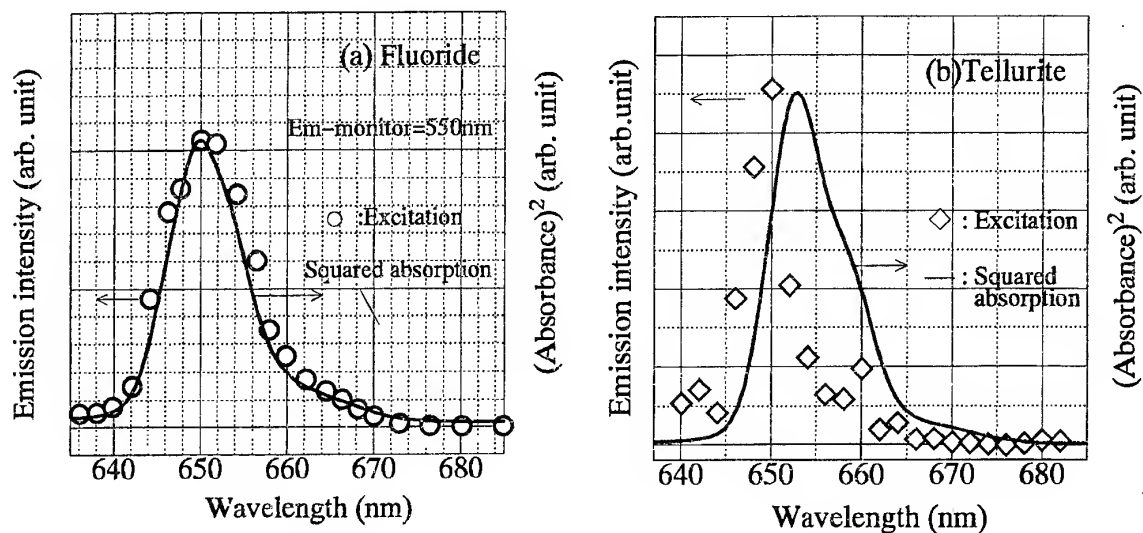 (a) Fluoride
Em-monitor=550nm
○ :Excitation
Squared absorption
Emission intensity (arb. unit)
(Absorbance)² (arb. unit)
640 650 660 670 680
Wavelength (nm)
(b)Tellurite
◇ : Excitation
— : Squared
absorption
Emission intensity (arb.unit)
(Absorbance)² (arb. unit)
640 650 660 670 680
Wavelength (nm)